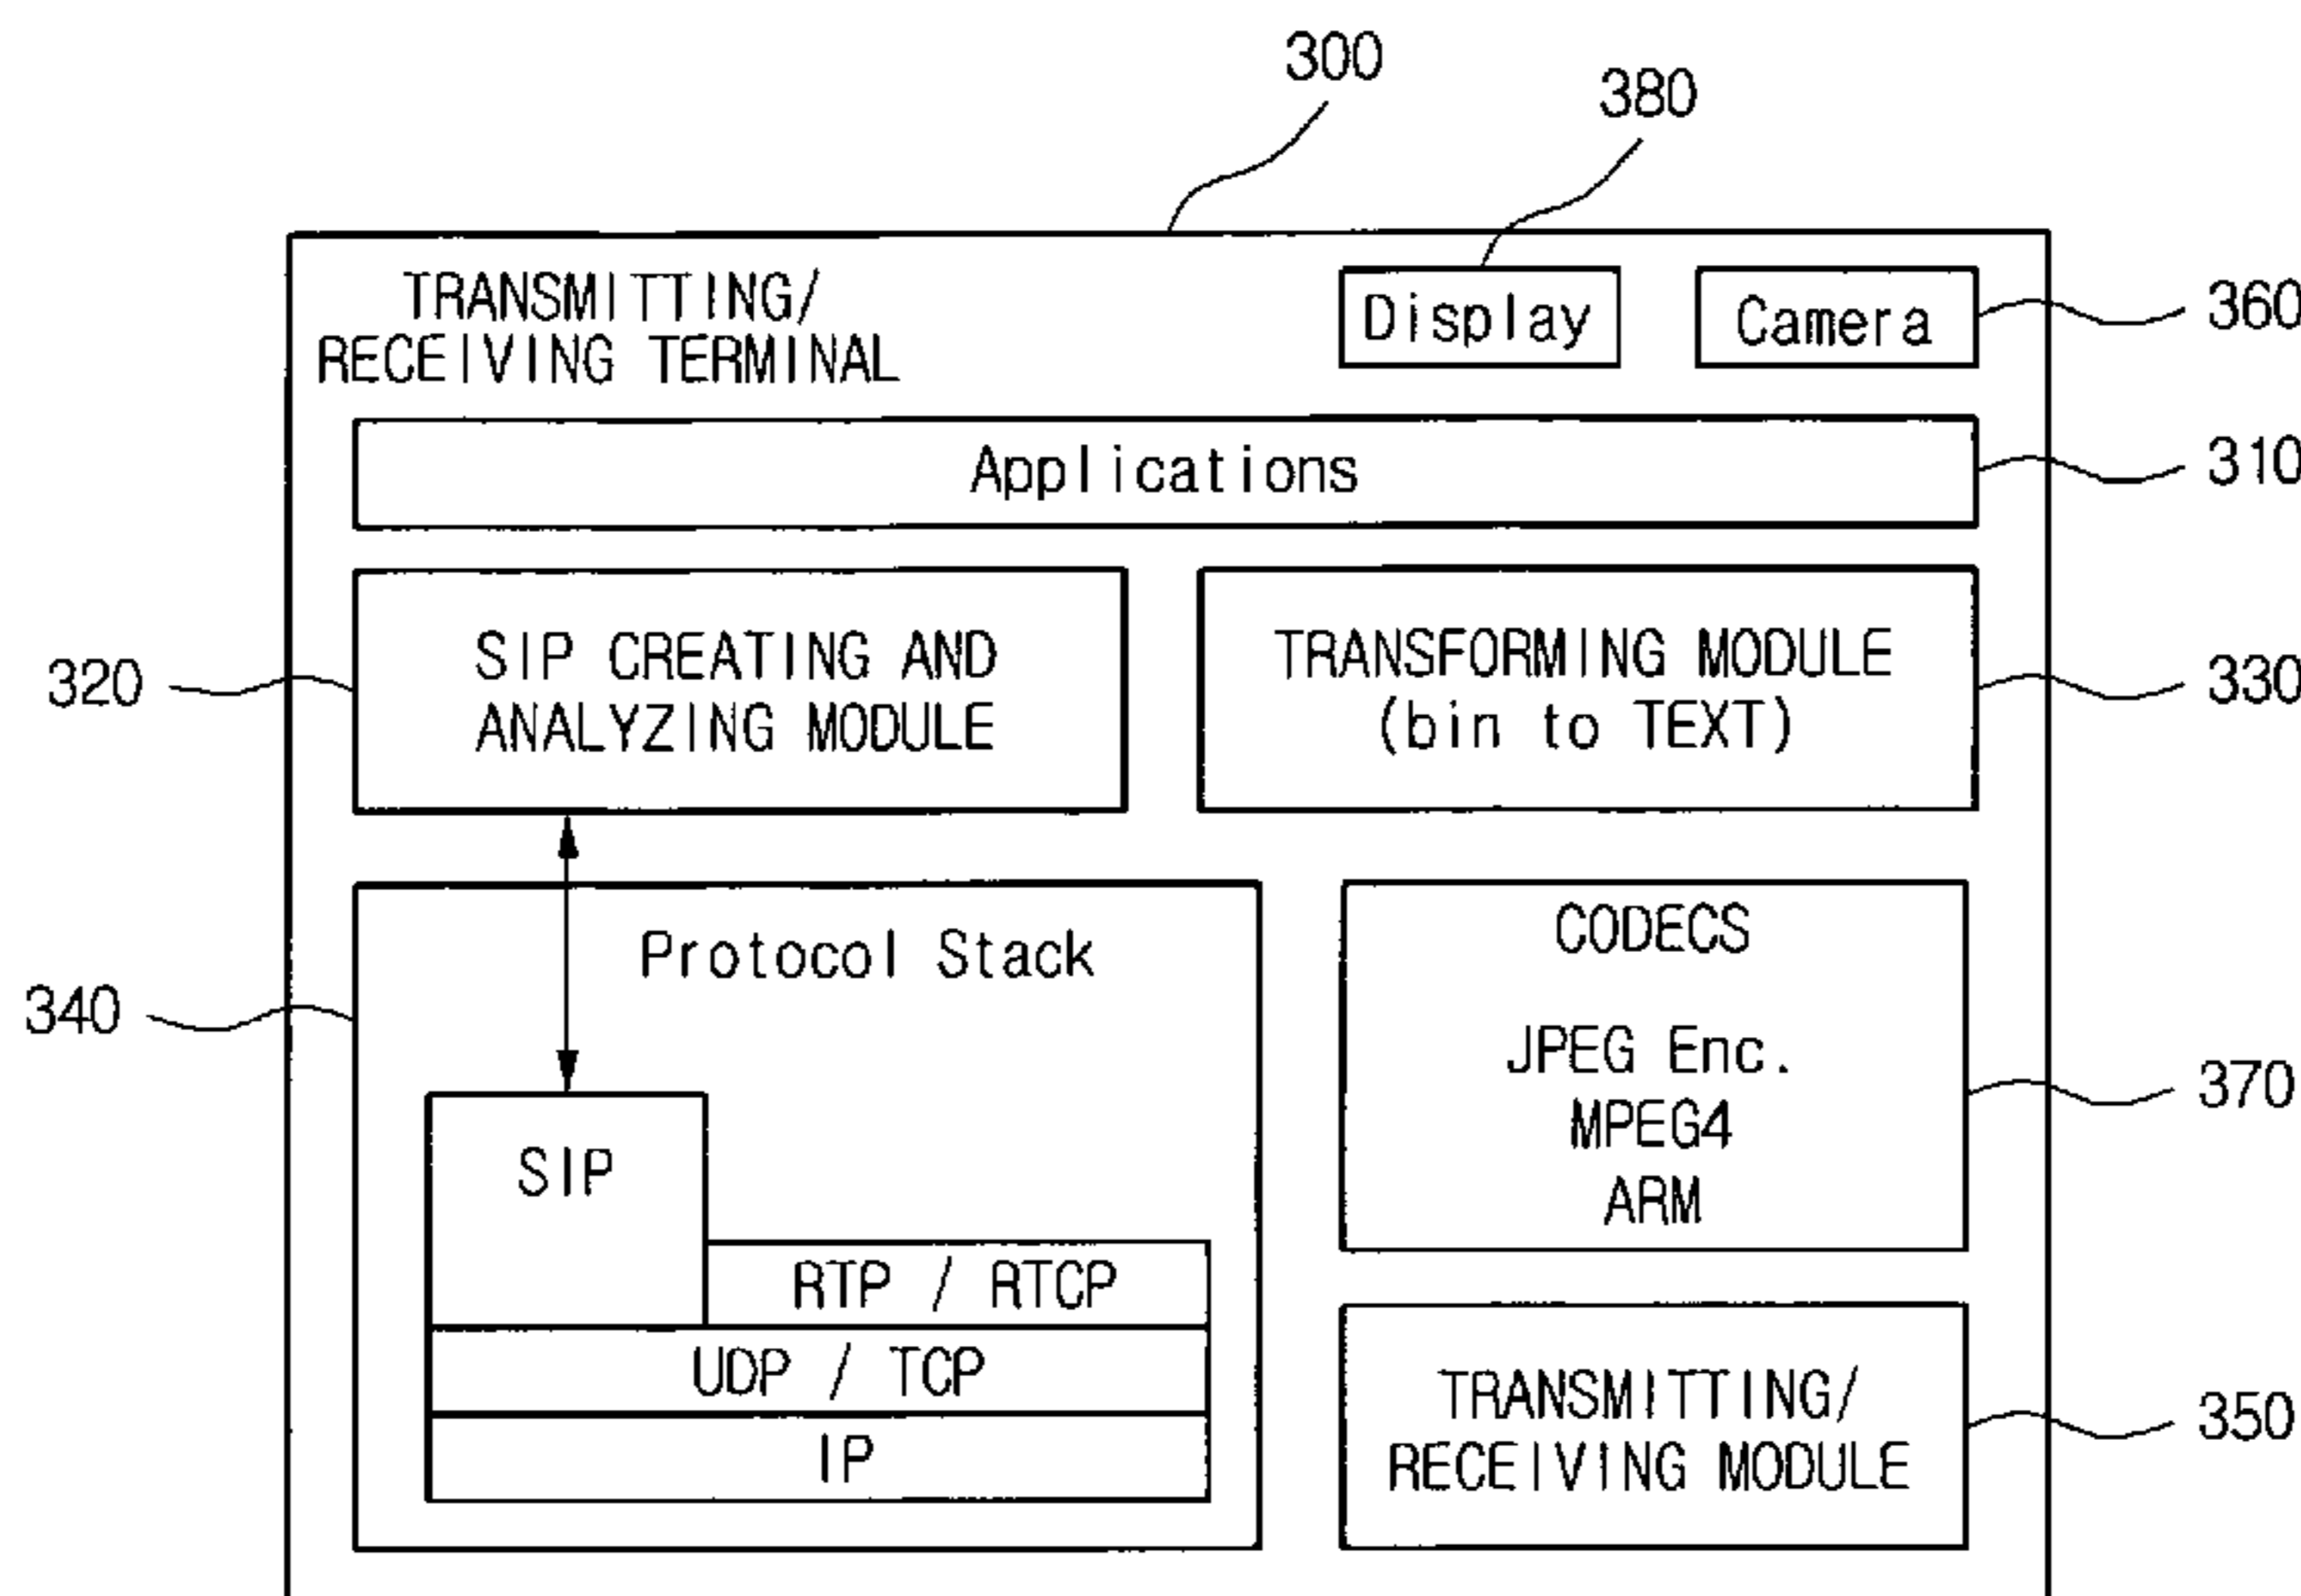 300
380
TRANSMITTING/
RECEIVING TERMINAL
Display
Camera
360
Applications
310
320
SIP CREATING AND
ANALYZING MODULE
TRANSFORMING MODULE
(bin to TEXT)
330
340
Protocol Stack
SIP
RTP / RTCP
UDP / TCP
IP
CODECS
JPEG Enc.
MPEG4
ARM
370
TRANSMITTING/
RECEIVING MODULE
350